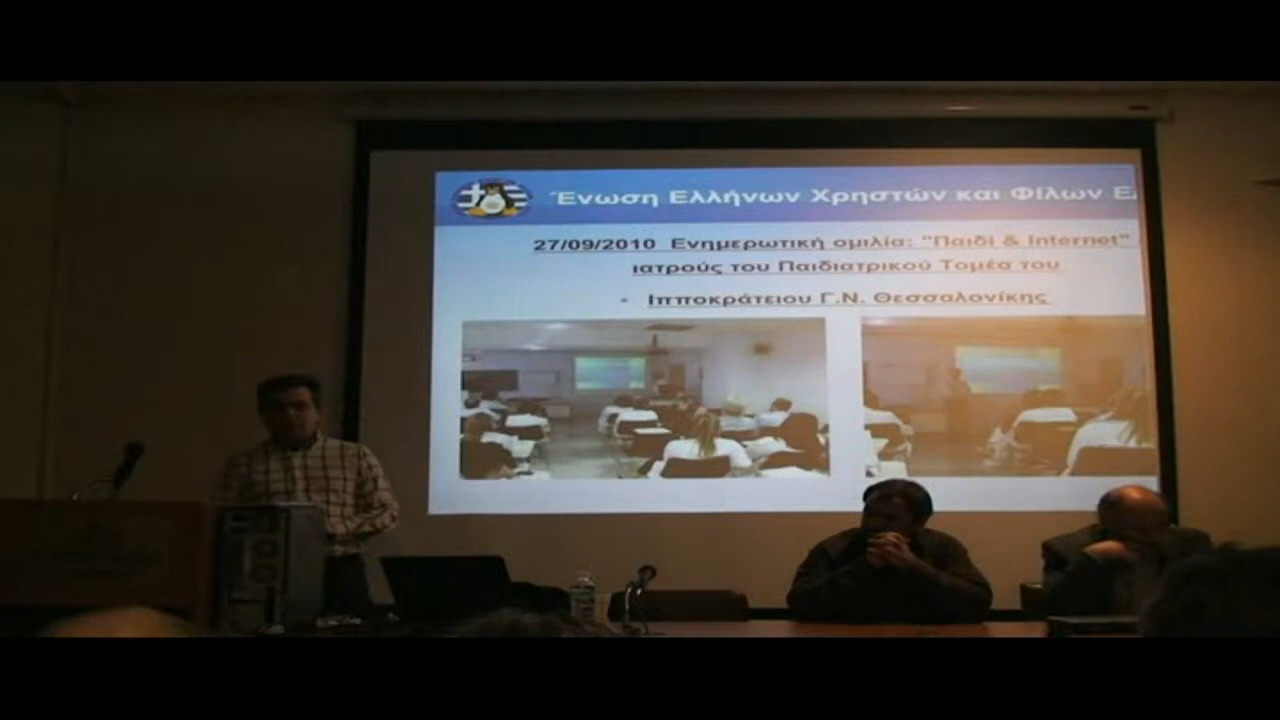 Ένωση Ελλήνων Χρηστών και Φίλων Ε
27/09/2010 Ενημερωτική ομιλία: "Παιδί & Internet"
ιατρούς του Παιδιατρικού Τομέα του
• Ιπποκράτειου Γ.Ν. Θεσσαλονίκης